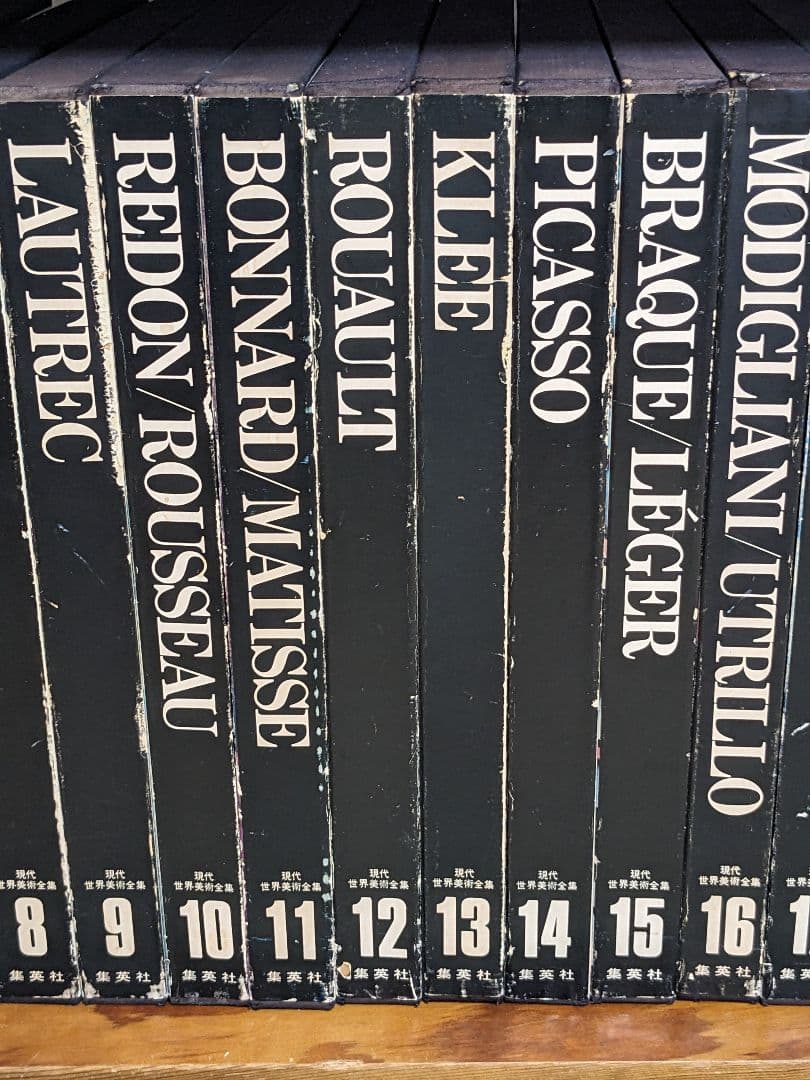 現代
世界美術全集
8
集英社
LAUTREC
現代
世界美術全集
9
集英社
REDON/ROUSSEAU
現代
世界美術全集
10
集英社
BONNARD/MATISSE
現代
世界美術全集
11
集英社
ROUAULT
現代
世界美術全集
12
集英社
KLEE
現代
世界美術全集
13
集英社
PICASSO
現代
世界美術全集
14
集英社
BRAQUE/LÉGER
現代
世界美術全集
15
集英社
MODIGLIANI/UTRILLO
現代
世界美術全集
16
集英社